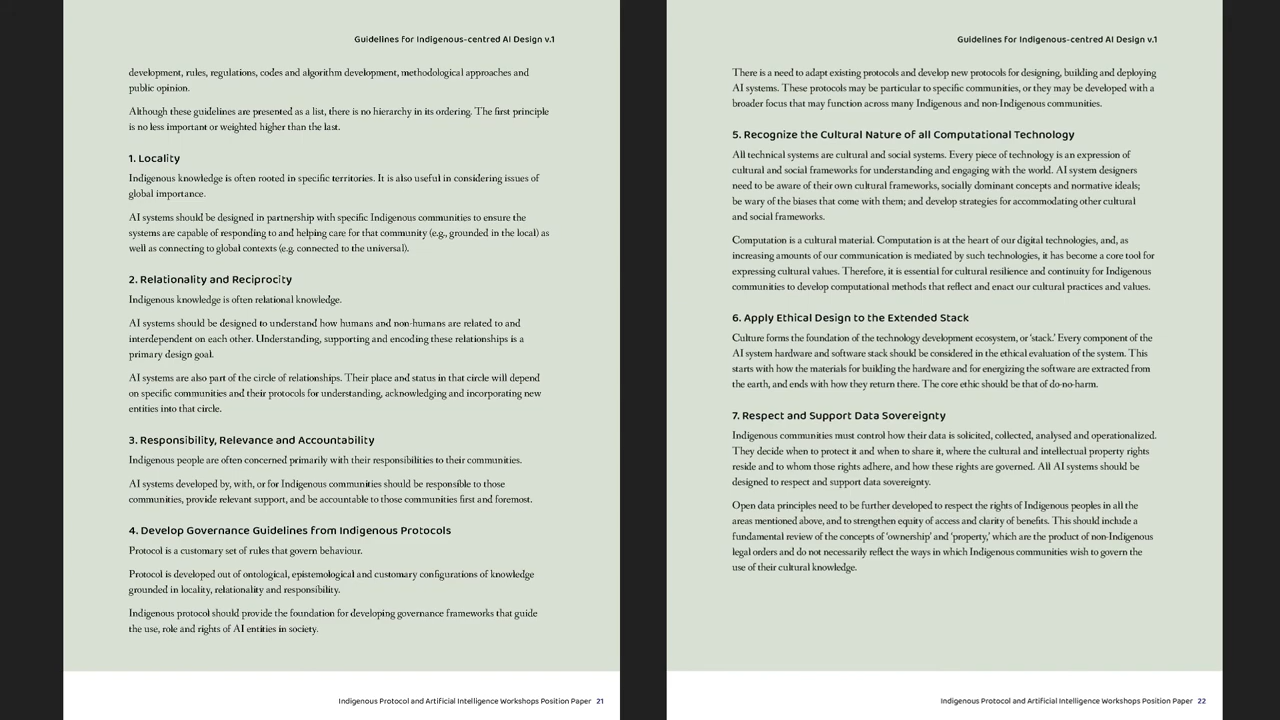 Guidelines for Indigenous-centred AI Design v.1
development, rules, regulations, codes and algorithm development, methodological approaches and
public opinion.
Although these guidelines are presented as a list, there is no hierarchy in its ordering. The first principle
is no less important or weighted higher than the last.
1. Locality
Indigenous knowledge is often rooted in specific territories. It is also useful in considering issues of
global importance.
AI systems should be designed in partnership with specific Indigenous communities to ensure the
systems are capable of responding to and helping care for that community (e.g., grounded in the local) as
well as connecting to global contexts (e.g. connected to the universal).
2. Relationality and Reciprocity
Indigenous knowledge is often relational knowledge.
AI systems should be designed to understand how humans and non-humans are related to and
interdependent on each other. Understanding, supporting and encoding these relationships is a
primary design goal.
AI systems are also part of the circle of relationships. Their place and status in that circle will depend
on specific communities and their protocols for understanding, acknowledging and incorporating new
entities into that circle.
3. Responsibility, Relevance and Accountability
Indigenous people are often concerned primarily with their responsibilities to their communities.
AI systems developed by, with, or for Indigenous communities should be responsible to those
communities, provide relevant support, and be accountable to those communities first and foremost.
4. Develop Governance Guidelines from Indigenous Protocols
Protocol is a customary set of rules that govern behaviour.
Protocol is developed out of ontological, epistemological and customary configurations of knowledge
grounded in locality, relationality and responsibility.
Indigenous protocol should provide the foundation for developing governance frameworks that guide
the use, role and rights of AI entities in society.
Indigenous Protocol and Artificial Intelligence Workshops Position Paper 21
Guidelines for Indigenous-centred AI Design v.1
There is a need to adapt existing protocols and develop new protocols for designing, building and deploying
AI systems. These protocols may be particular to specific communities, or they may be developed with a
broader focus that may function across many Indigenous and non-Indigenous communities.
5. Recognize the Cultural Nature of all Computational Technology
All technical systems are cultural and social systems. Every piece of technology is an expression of
cultural and social frameworks for understanding and engaging with the world. AI system designers
need to be aware of their own cultural frameworks, socially dominant concepts and normative ideals;
be wary of the biases that come with them; and develop strategies for accommodating other cultural
and social frameworks.
Computation is a cultural material. Computation is at the heart of our digital technologies, and, as
increasing amounts of our communication is mediated by such technologies, it has become a core tool for
expressing cultural values. Therefore, it is essential for cultural resilience and continuity for Indigenous
communities to develop computational methods that reflect and enact our cultural practices and values.
6. Apply Ethical Design to the Extended Stack
Culture forms the foundation of the technology development ecosystem, or ‘stack.’ Every component of the
AI system hardware and software stack should be considered in the ethical evaluation of the system. This
starts with how the materials for building the hardware and for energizing the software are extracted from
the earth, and ends with how they return there. The core ethic should be that of do-no-harm.
7. Respect and Support Data Sovereignty
Indigenous communities must control how their data is solicited, collected, analysed and operationalized.
They decide when to protect it and when to share it, where the cultural and intellectual property rights
reside and to whom those rights adhere, and how these rights are governed. All AI systems should be
designed to respect and support data sovereignty.
Open data principles need to be further developed to respect the rights of Indigenous peoples in all the
areas mentioned above, and to strengthen equity of access and clarity of benefits. This should include a
fundamental review of the concepts of ‘ownership’ and ‘property,’ which are the product of non-Indigenous
legal orders and do not necessarily reflect the ways in which Indigenous communities wish to govern the
use of their cultural knowledge.
Indigenous Protocol and Artificial Intelligence Workshops Position Paper 22